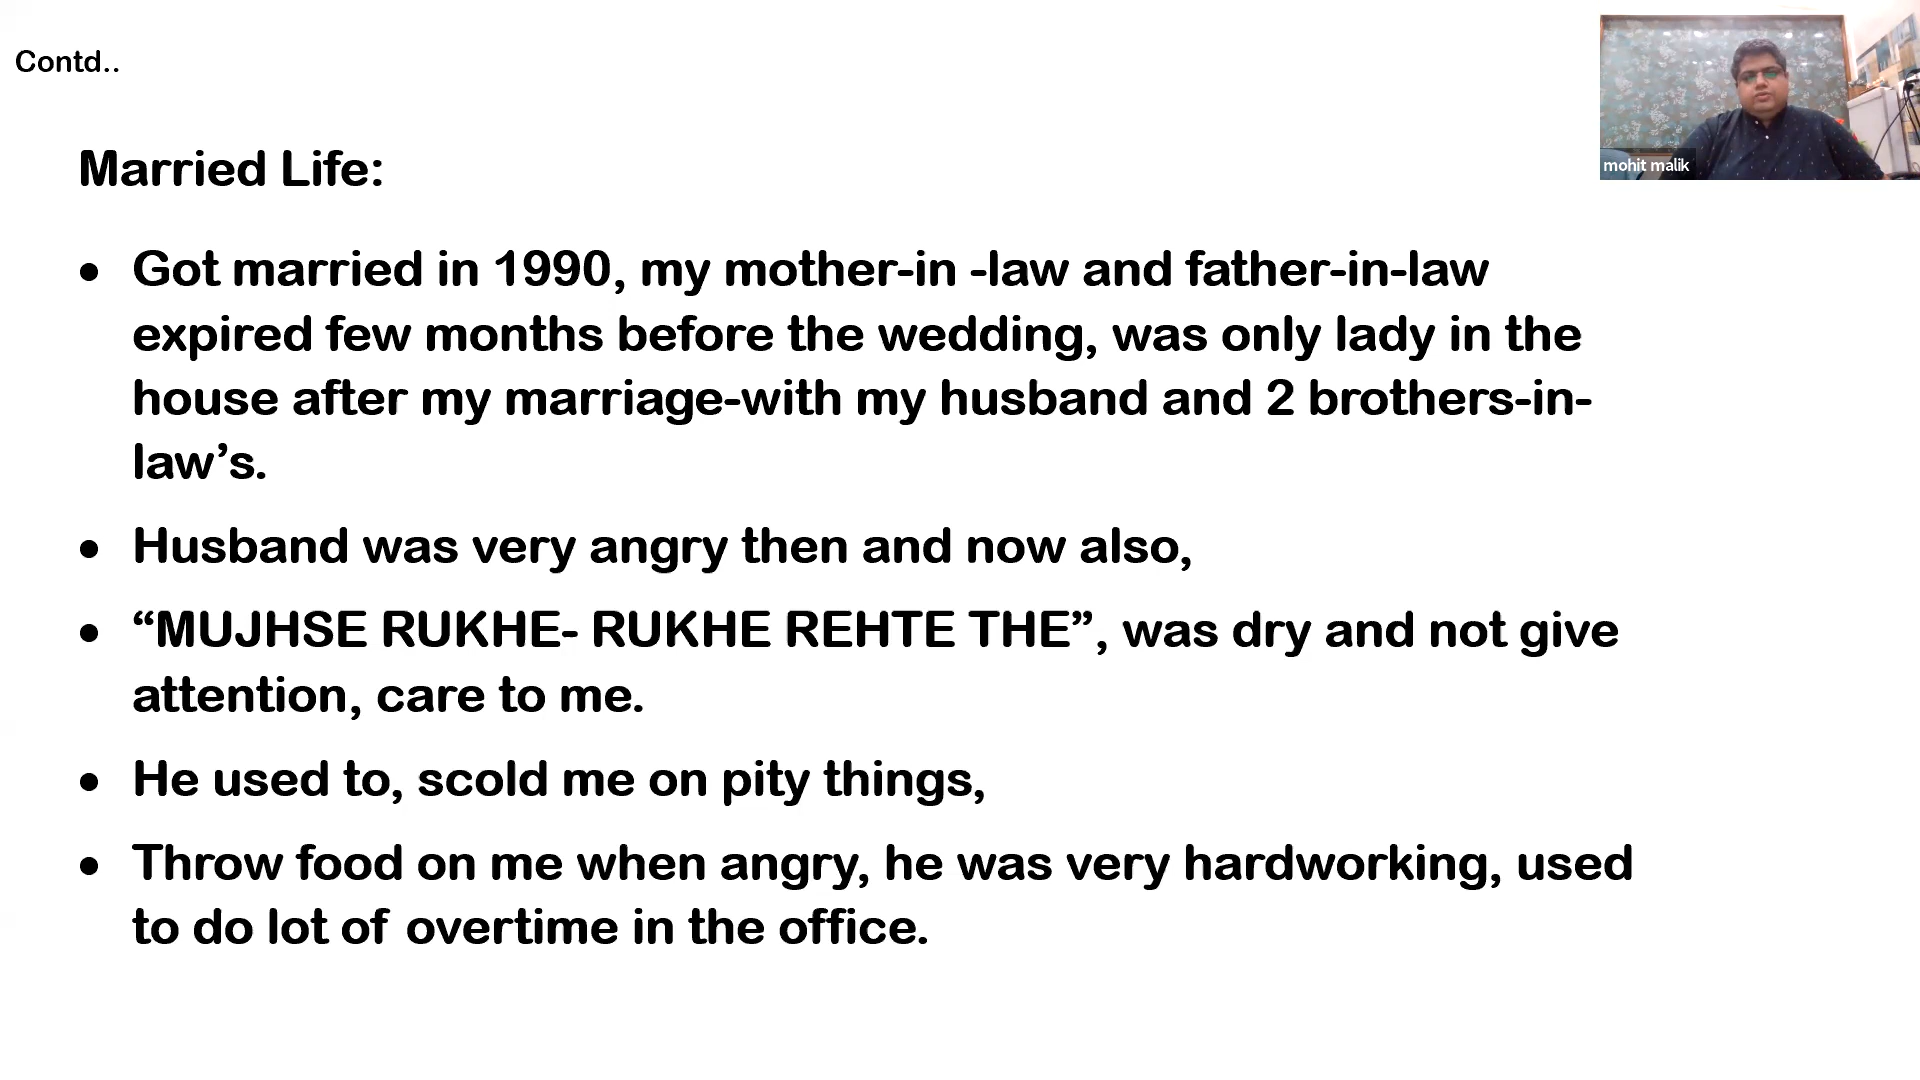 Contd..
mohit malik
Married Life:
• Got married in 1990, my mother-in -law and father-in-law
expired few months before the wedding, was only lady in the
house after my marriage-with my husband and 2 brothers-in-
law’s.
• Husband was very angry then and now also,
• “MUJHSE RUKHE- RUKHE REHTE THE”, was dry and not give
attention, care to me.
• He used to, scold me on pity things,
• Throw food on me when angry, he was very hardworking, used
to do lot of overtime in the office.